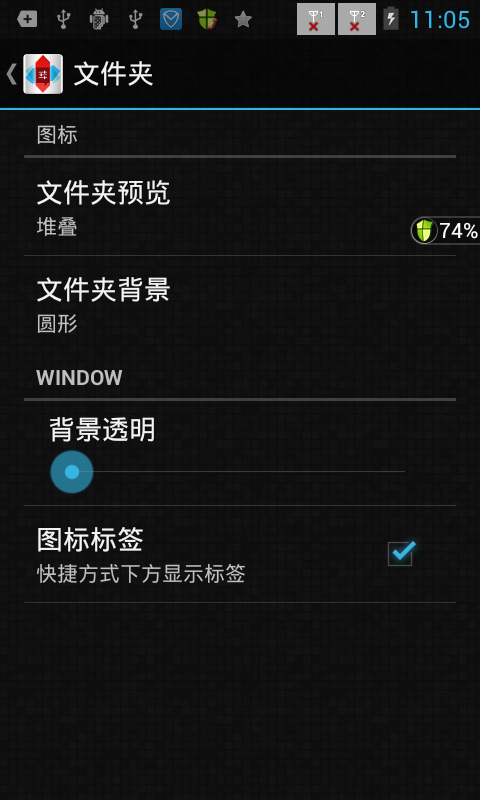 1
2
11:05
文件夹
图标
文件夹预览
堆叠
74%
文件夹背景
圆形
WINDOW
背景透明
图标标签
快捷方式下方显示标签